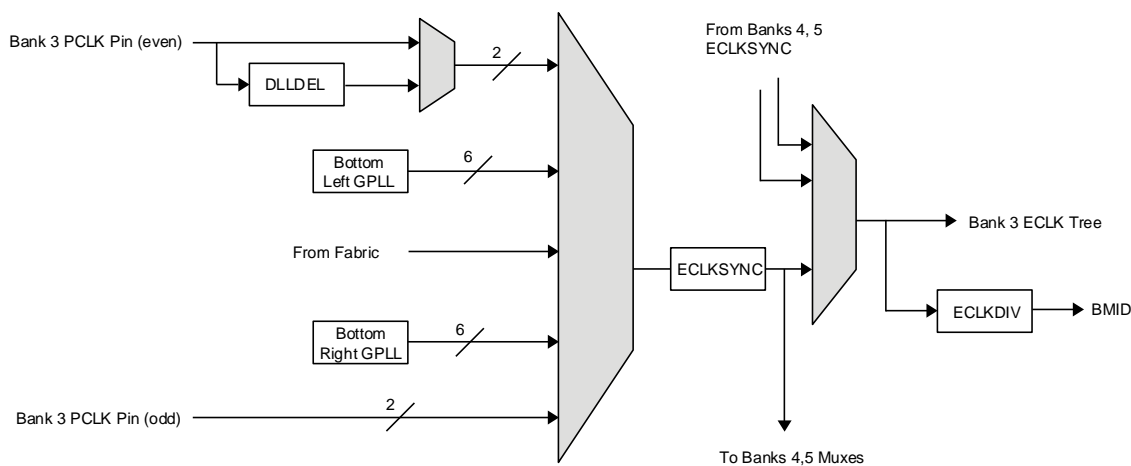 Bank 3 PCLK Pin (even)
DLLDEL
2
From Banks 4, 5
ECLKSYNC
Bottom
Left GPLL
6
From Fabric
ECLKSYNC
Bank 3 ECLK Tree
ECLKDIV
BMID
Bottom
Right GPLL
6
Bank 3 PCLK Pin (odd)
2
To Banks 4,5 Muxes